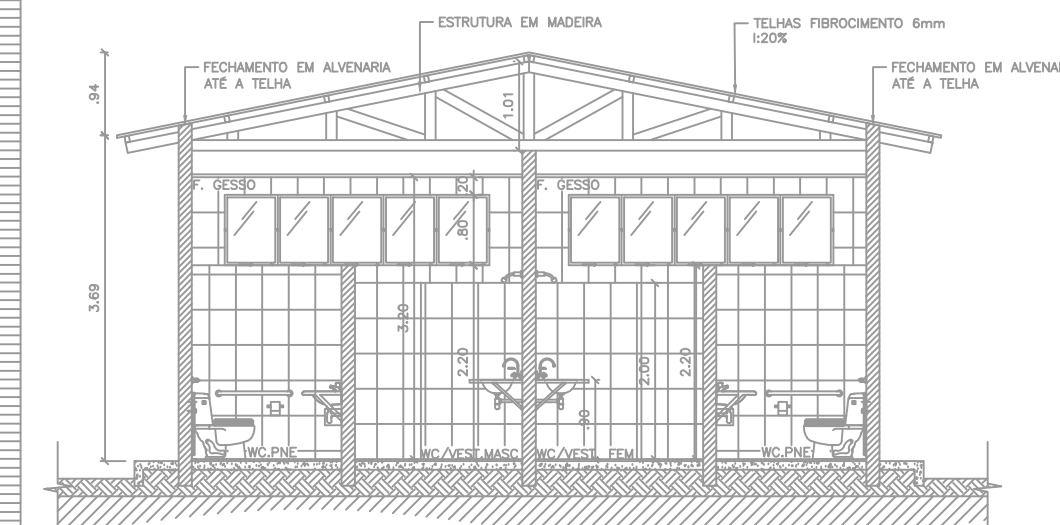 ESTRUTURA EM MADEIRA
TELHAS FIBROCIMENTO 6mm
I:20%
FECHAMENTO EM ALVENARIA
ATÉ A TELHA
FECHAMENTO EM ALVENAR
ATÉ A TELHA
.94
1.01
F. GESSO
.20
F. GESSO
.80
3.69
3.20
2.20
2.00
2.20
.90
WC.PNE
WC/VEST.MASC
WC/VEST. FEM
WC.PNE